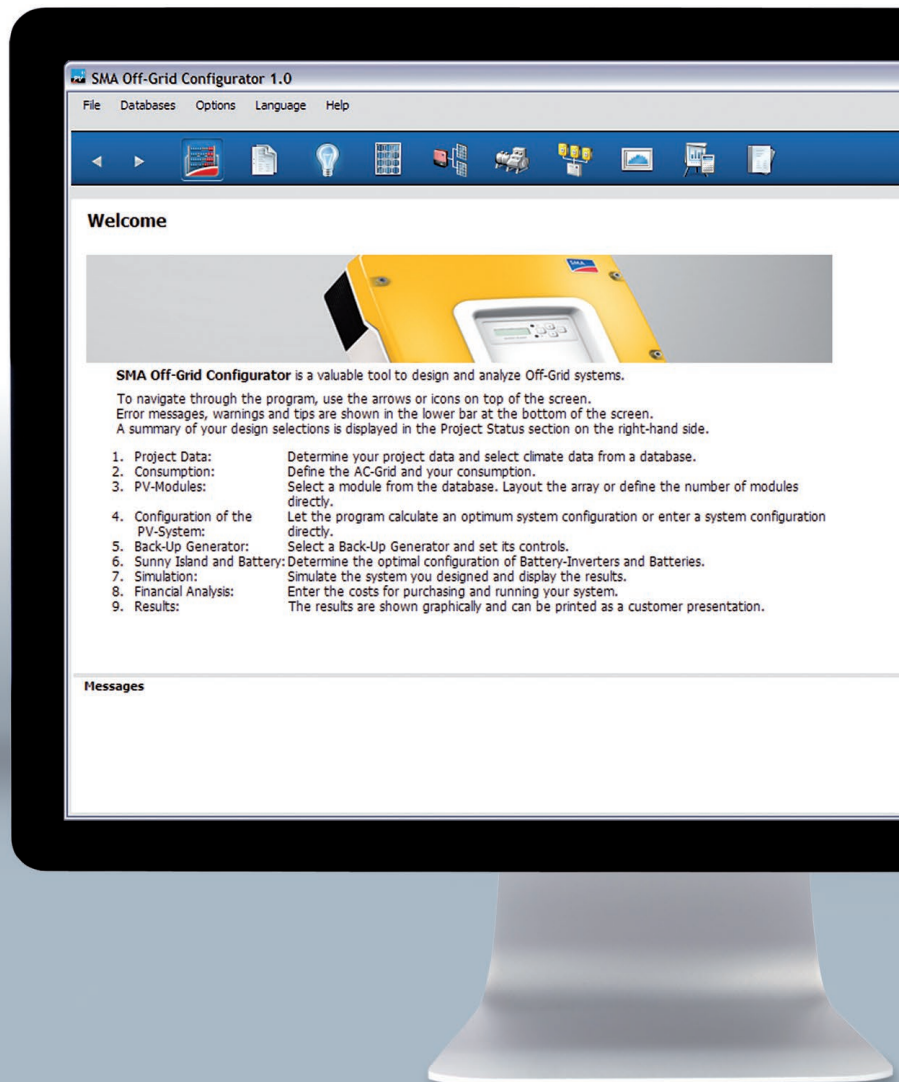 SMA Off-Grid Configurator 1.0
File Databases Options Language Help
Welcome
SMA
SMA Off-Grid Configurator is a valuable tool to design and analyze Off-Grid systems.
To navigate through the program, use the arrows or icons on top of the screen.
Error messages, warnings and tips are shown in the lower bar at the bottom of the screen.
A summary of your design selections is displayed in the Project Status section on the right-hand side.
1. Project Data: Determine your project data and select climate data from a database.
2. Consumption: Define the AC-Grid and your consumption.
3. PV-Modules: Select a module from the database. Layout the array or define the number of modules
directly.
4. Configuration of the Let the program calculate an optimum system configuration or enter a system configuration
PV-System: directly.
5. Back-Up Generator: Select a Back-Up Generator and set its controls.
6. Sunny Island and Battery: Determine the optimal configuration of Battery-Inverters and Batteries.
7. Simulation: Simulate the system you designed and display the results.
8. Financial Analysis: Enter the costs for purchasing and running your system.
9. Results: The results are shown graphically and can be printed as a customer presentation.
Messages